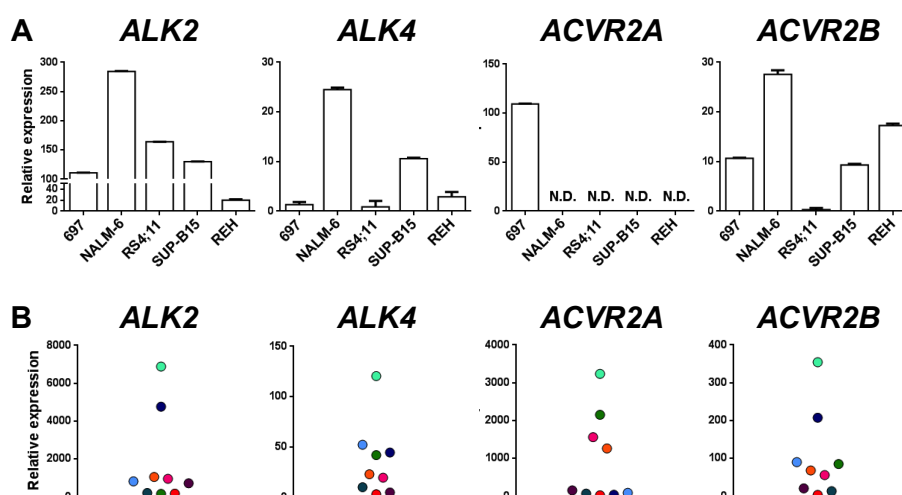 A ALK2 ALK4 ACVR2A ACVR2B
Relative expression
300 250 200 150 100 40 20 0
697 NALM-6 RS4;11 SUP-B15 REH
30 20 10 0
697 NALM-6 RS4;11 SUP-B15 REH
150 100 50 0
N.D. N.D. N.D. N.D.
697 NALM-6 RS4;11 SUP-B15 REH
30 20 10 0
697 NALM-6 RS4;11 SUP-B15 REH
B ALK2 ALK4 ACVR2A ACVR2B
Relative expression
8000 6000 4000 2000
150 100 50
4000 3000 2000 1000
400 300 200 100